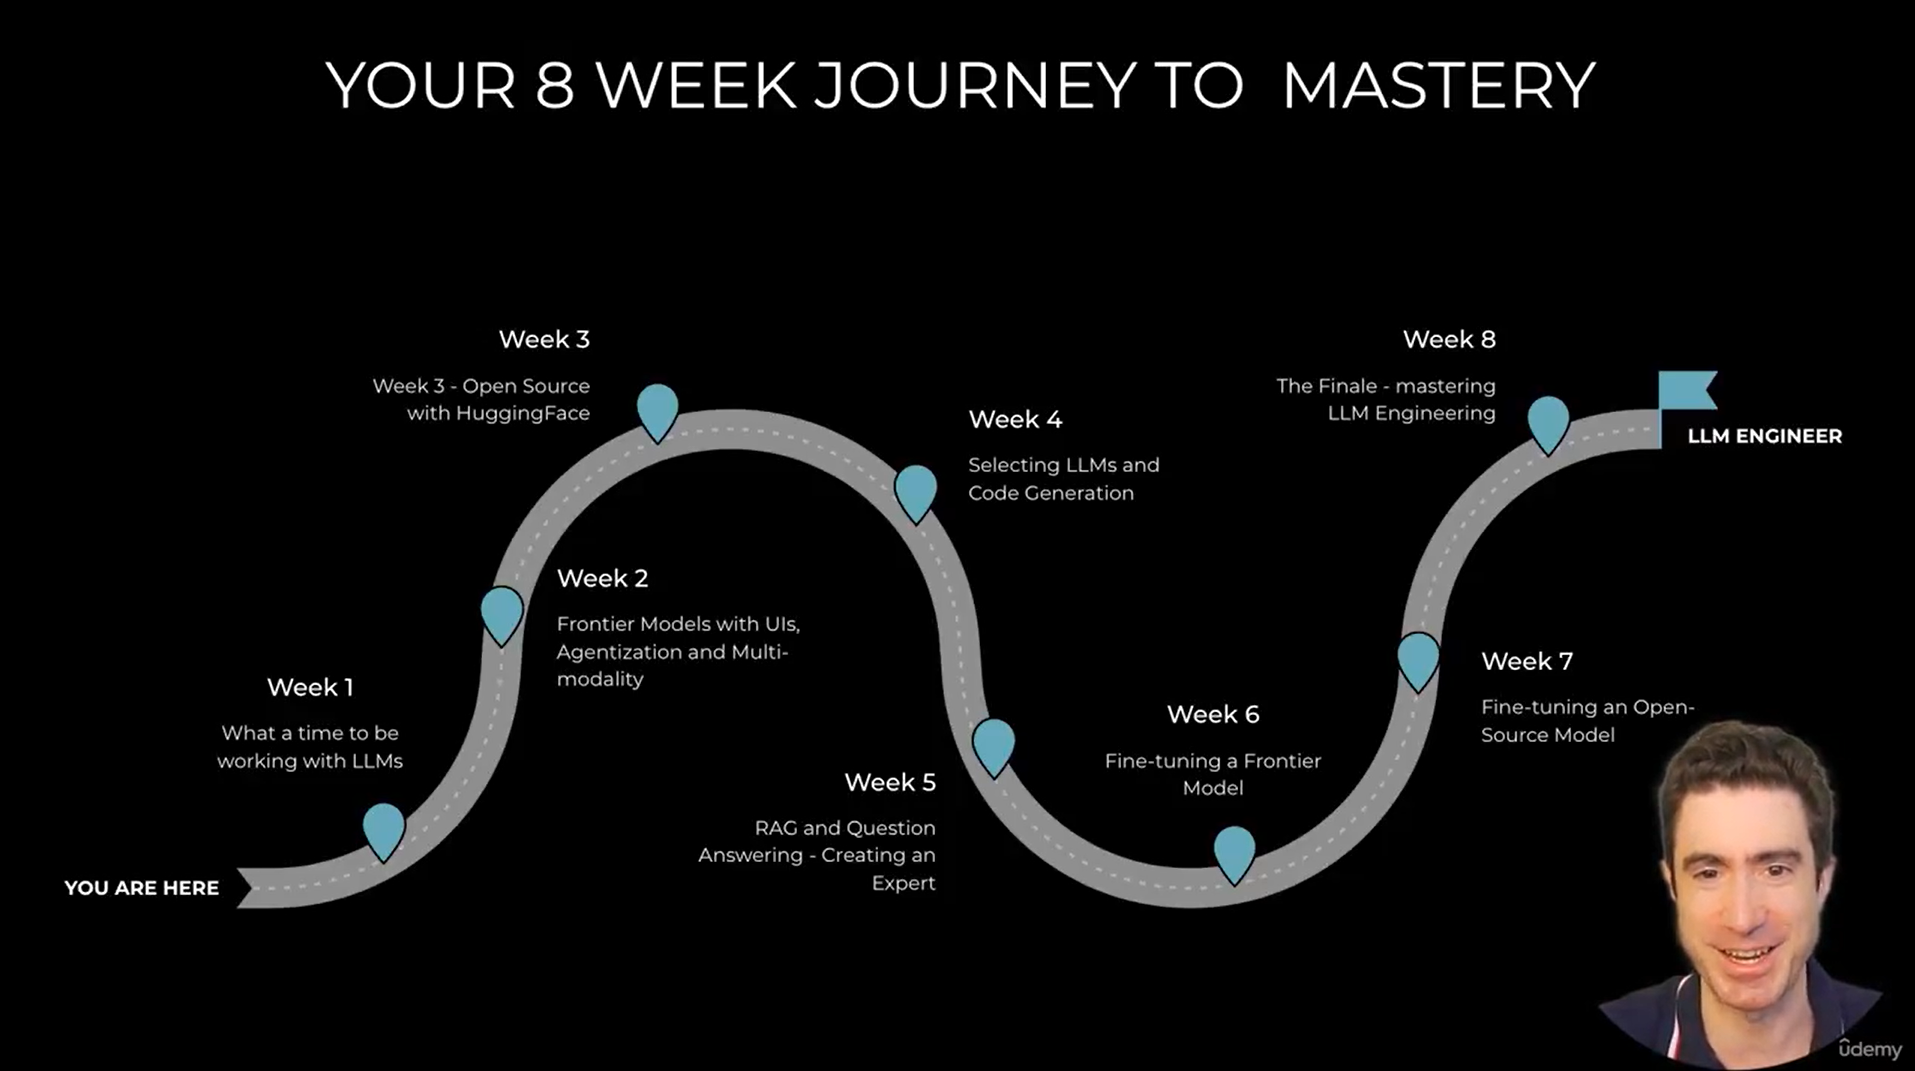 YOUR 8 WEEK JOURNEY TO MASTERY
Week 3
Week 3 - Open Source
with HuggingFace
Week 8
The Finale - mastering
LLM Engineering
LLM ENGINEER
Week 4
Selecting LLMs and
Code Generation
Week 2
Frontier Models with UIs,
Agentization and Multi-
modality
Week 1
What a time to be
working with LLMs
Week 7
Fine-tuning an Open-
Source Model
Week 6
Fine-tuning a Frontier
Model
Week 5
RAG and Question
Answering - Creating an
Expert
YOU ARE HERE
ûdemy